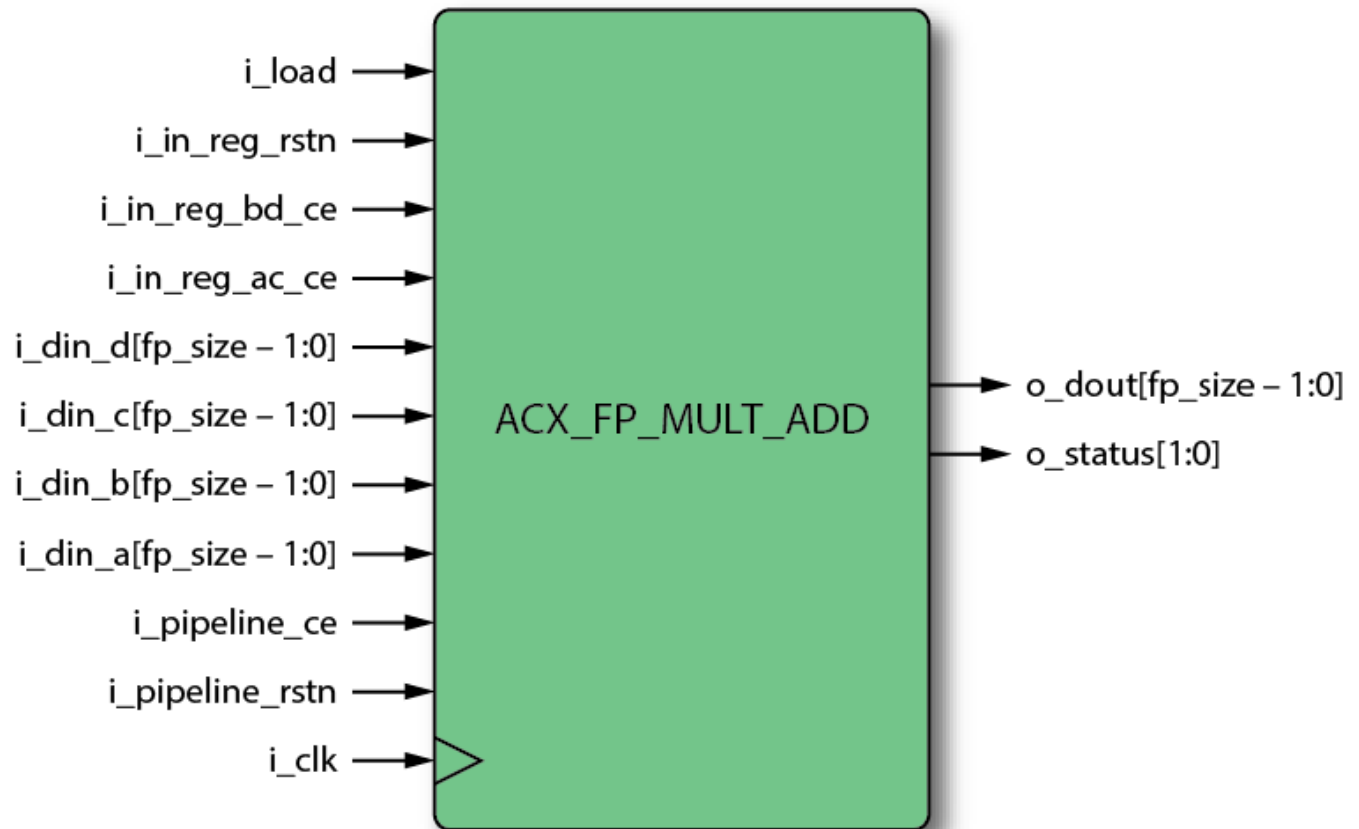 i_load
i_in_reg_rstn
i_in_reg_bd_ce
i_in_reg_ac_ce
i_din_d[fp_size – 1:0]
i_din_c[fp_size – 1:0]
i_din_b[fp_size – 1:0]
i_din_a[fp_size – 1:0]
i_pipeline_ce
i_pipeline_rstn
i_clk
ACX_FP_MULT_ADD
o_dout[fp_size – 1:0]
o_status[1:0]